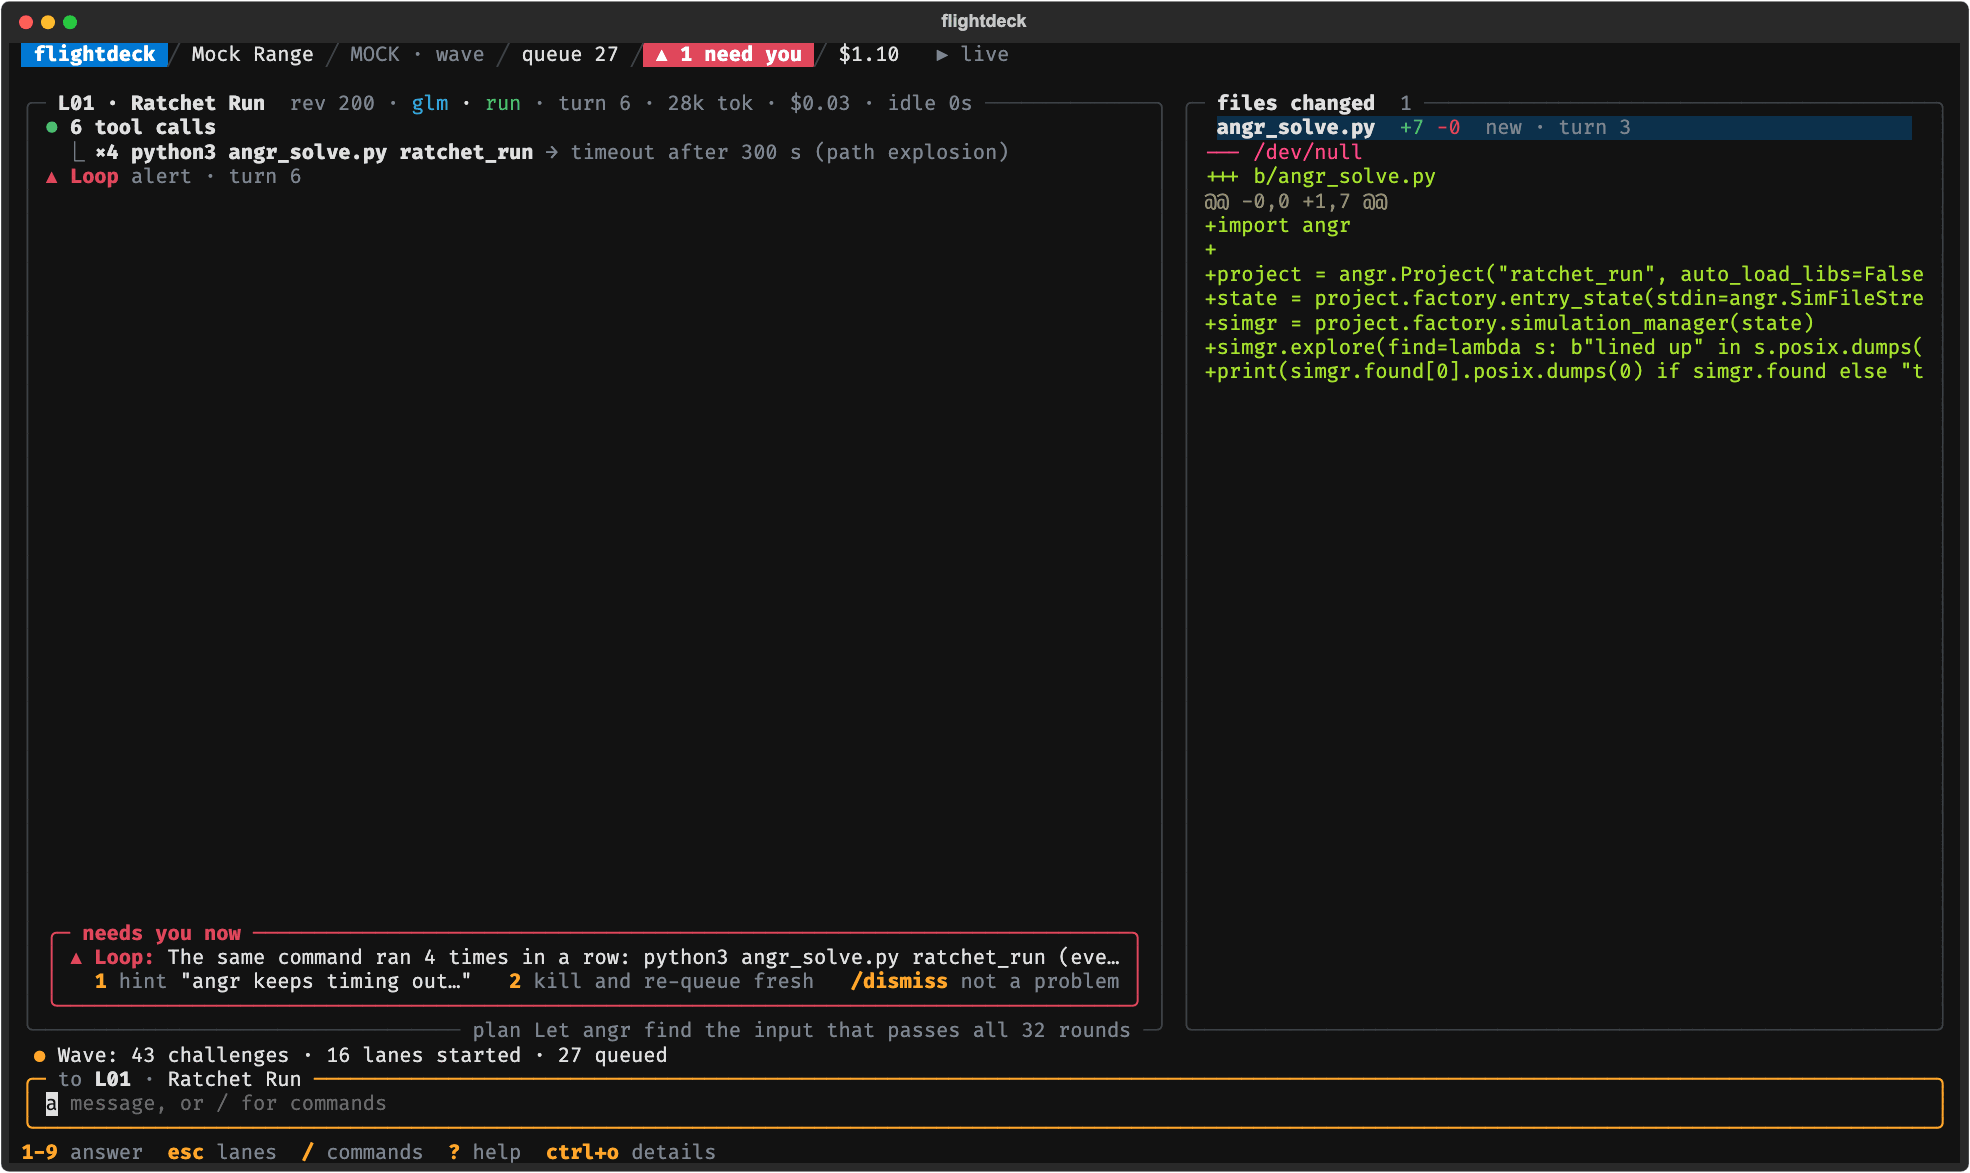 flightdeck
flightdeck / Mock Range / MOCK · wave / queue 27 / ▲ 1 need you / $1.10 ▶ live
L01 · Ratchet Run rev 200 · glm · run · turn 6 · 28k tok · $0.03 · idle 0s
● 6 tool calls
└ ×4 python3 angr_solve.py ratchet_run → timeout after 300 s (path explosion)
▲ Loop alert · turn 6
needs you now
▲ Loop: The same command ran 4 times in a row: python3 angr_solve.py ratchet_run (eve…
1 hint "angr keeps timing out…" 2 kill and re-queue fresh /dismiss not a problem
plan Let angr find the input that passes all 32 rounds
files changed 1
angr_solve.py +7 -0 new · turn 3
--- /dev/null
+++ b/angr_solve.py
@@ -0,0 +1,7 @@
+import angr
+
+project = angr.Project("ratchet_run", auto_load_libs=False
+state = project.factory.entry_state(stdin=angr.SimFileStre
+simgr = project.factory.simulation_manager(state)
+simgr.explore(find=lambda s: b"lined up" in s.posix.dumps(
+print(simgr.found[0].posix.dumps(0) if simgr.found else "t
● Wave: 43 challenges · 16 lanes started · 27 queued
to L01 · Ratchet Run
a message, or / for commands
1-9 answer esc lanes / commands ? help ctrl+o details